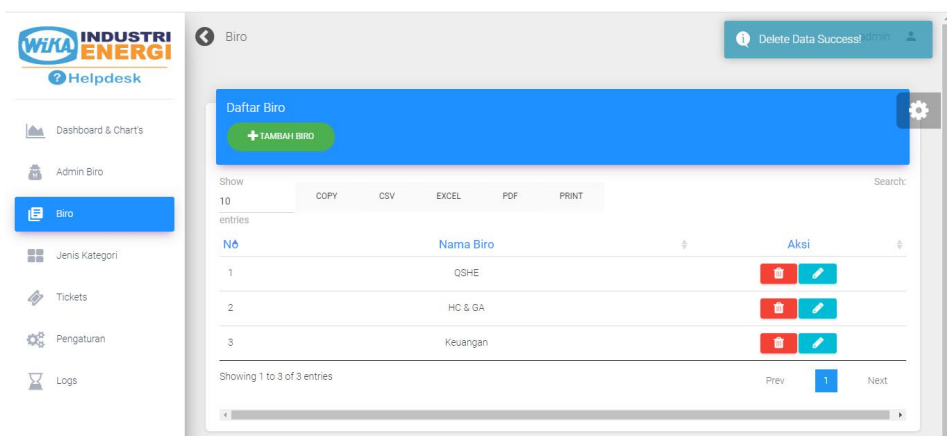 WiKA INDUSTRI
ENERGI
? Helpdesk
Biro
Delete Data Success!
admin
Dashboard & Chart's
Admin Biro
Biro
Jenis Kategori
Tickets
Pengaturan
Logs
Daftar Biro
+ TAMBAH BIRO
Show
10
entries
COPY CSV EXCEL PDF PRINT
Search:
No Nama Biro Aksi
1 QSHE
2 HC & GA
3 Keuangan
Showing 1 to 3 of 3 entries
Prev 1 Next